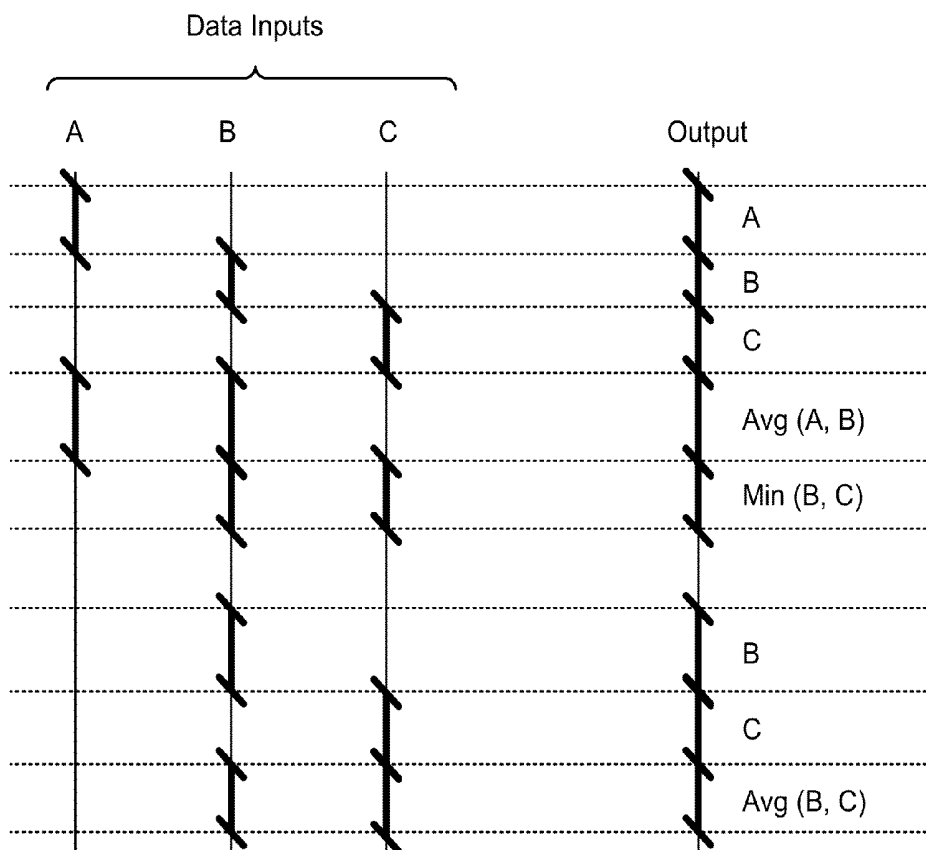 Data Inputs
A B C Output
A
B
C
Avg (A, B)
Min (B, C)
B
C
Avg (B, C)